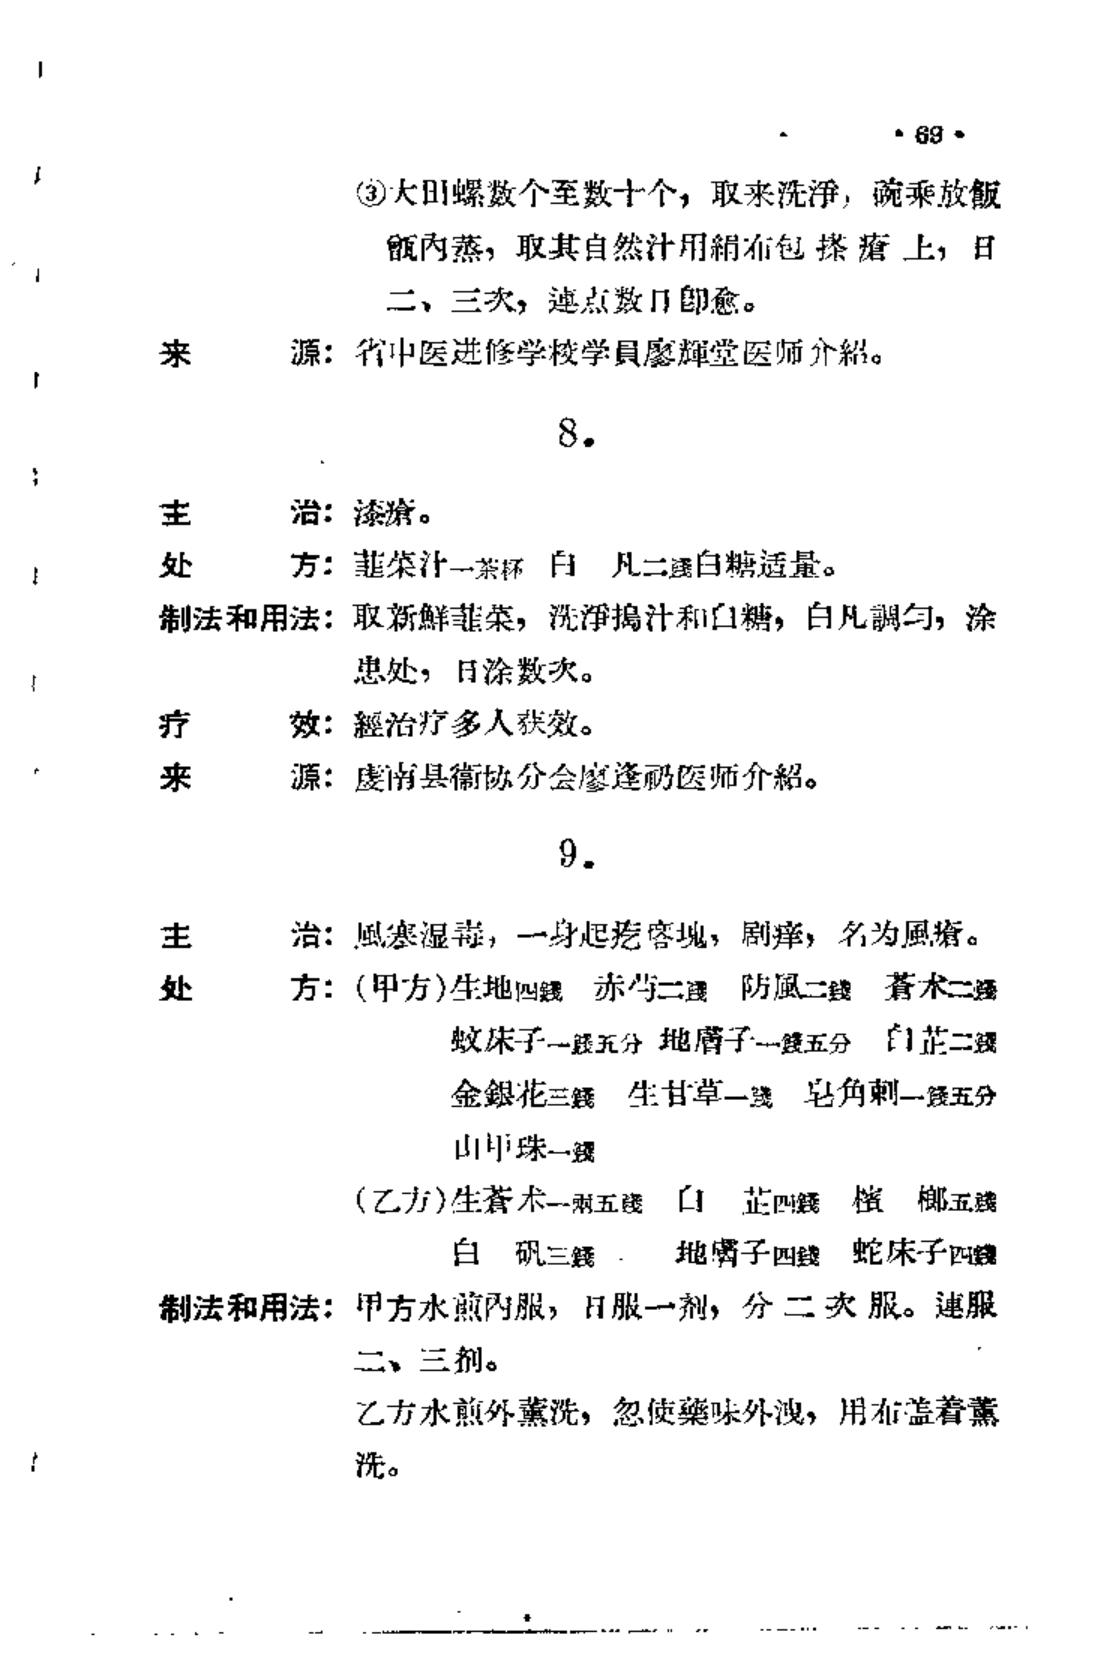 • 69 •
③大田螺数个至数十个，取来洗淨，碗乘放飯
甑內蒸，取其自然汁用絹布包搽瘡上，日
二、三次，連点数日卽愈。
来　　源：省中医进修学校学員廖輝堂医师介紹。
8.
主　　治：漆瘡。
处　　方：韮菜汁一茶杯　白　凡二錢白糖适量。
制法和用法：取新鮮韮菜，洗淨搗汁和白糖，白凡調匀，涂
患处，日涂数次。
疗　　效：經治疗多人获效。
来　　源：虔南县衞协分会廖逢礽医师介紹。
9.
主　　治：風寒湿毒，一身起疙瘩塊，剧痒，名为風瘡。
处　　方：(甲方)生地四錢　赤芍二錢　防風二錢　蒼朮二錢
蚊床子一錢五分　地膚子一錢五分　白芷二錢
金銀花三錢　生甘草一錢　皂角刺一錢五分
山甲珠一錢
(乙方)生蒼朮一兩五錢　白　芷四錢　檳　榔五錢
白　矾三錢　地膚子四錢　蛇床子四錢
制法和用法：甲方水煎內服，日服一剂，分二次服。連服
二、三剂。
乙方水煎外薰洗，忽使藥味外洩，用布盖着薰
洗。